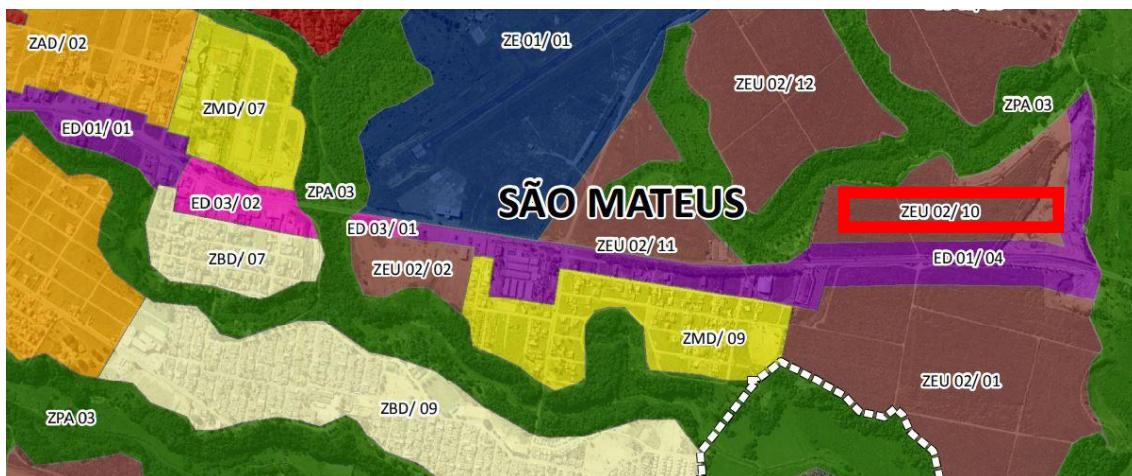 ZE 01/ 01
ZAD/ 02
ZEU 02/ 12
ZMD/ 07
ZPA 03
ED 01/ 01
ZPA 03
ED 03/ 02
SÃO MATEUS
ZEU 02/ 10
ED 03/ 01
ZEU 02/ 11
ZBD/ 07
ZEU 02/ 02
ED 01/ 04
ZMD/ 09
ZEU 02/ 01
ZBD/ 09
ZPA 03